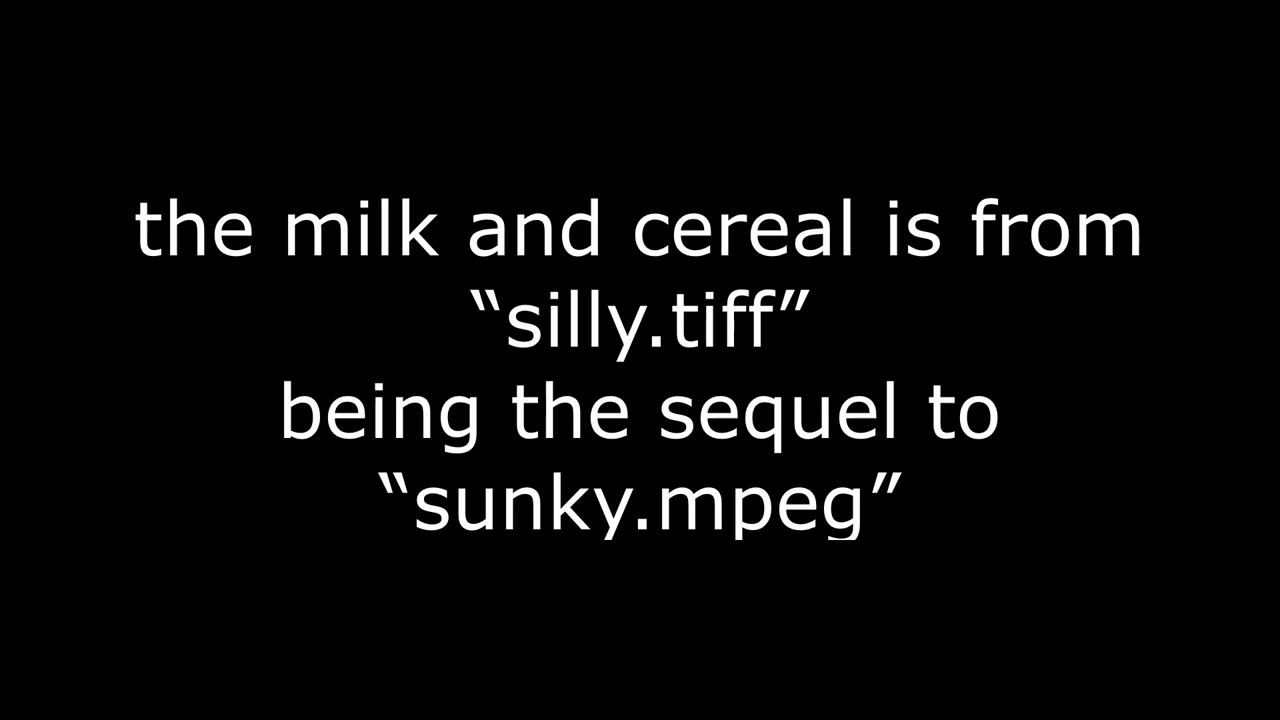 the milk and cereal is from
“silly.tiff”
being the sequel to
“sunky.mpeg”